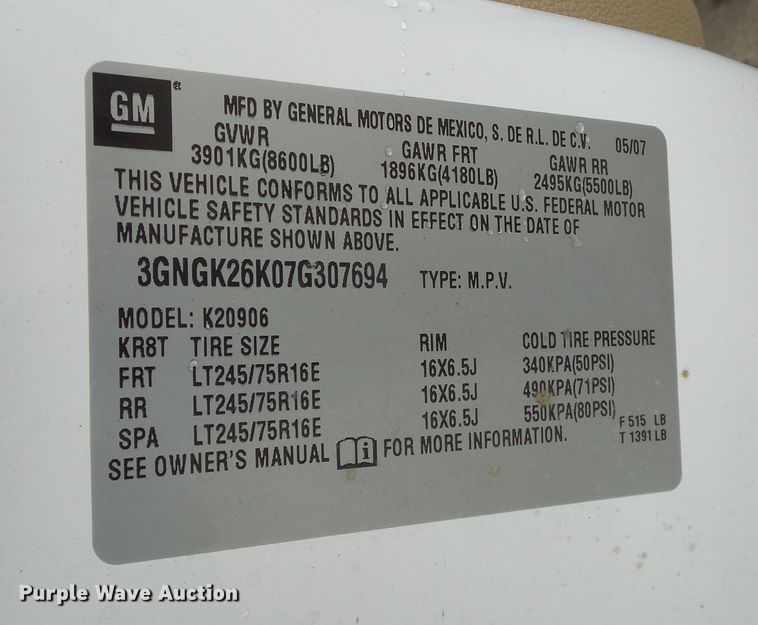 GM®
MFD BY GENERAL MOTORS DE MEXICO, S. DE R.L. DE C.V. 05/07
GVWR GAWR FRT GAWR RR
3901KG(8600LB) 1896KG(4180LB) 2495KG(5500LB)
THIS VEHICLE CONFORMS TO ALL APPLICABLE U.S. FEDERAL MOTOR
VEHICLE SAFETY STANDARDS IN EFFECT ON THE DATE OF
MANUFACTURE SHOWN ABOVE.
3GNGK26K07G307694 TYPE: M.P.V.
MODEL: K20906
KR8T TIRE SIZE RIM COLD TIRE PRESSURE
FRT LT245/75R16E 16X6.5J 340KPA(50PSI)
RR LT245/75R16E 16X6.5J 490KPA(71PSI)
SPA LT245/75R16E 16X6.5J 550KPA(80PSI) F 515 LB
T 1391 LB
SEE OWNER'S MANUAL i FOR MORE INFORMATION.
Purple Wave Auction